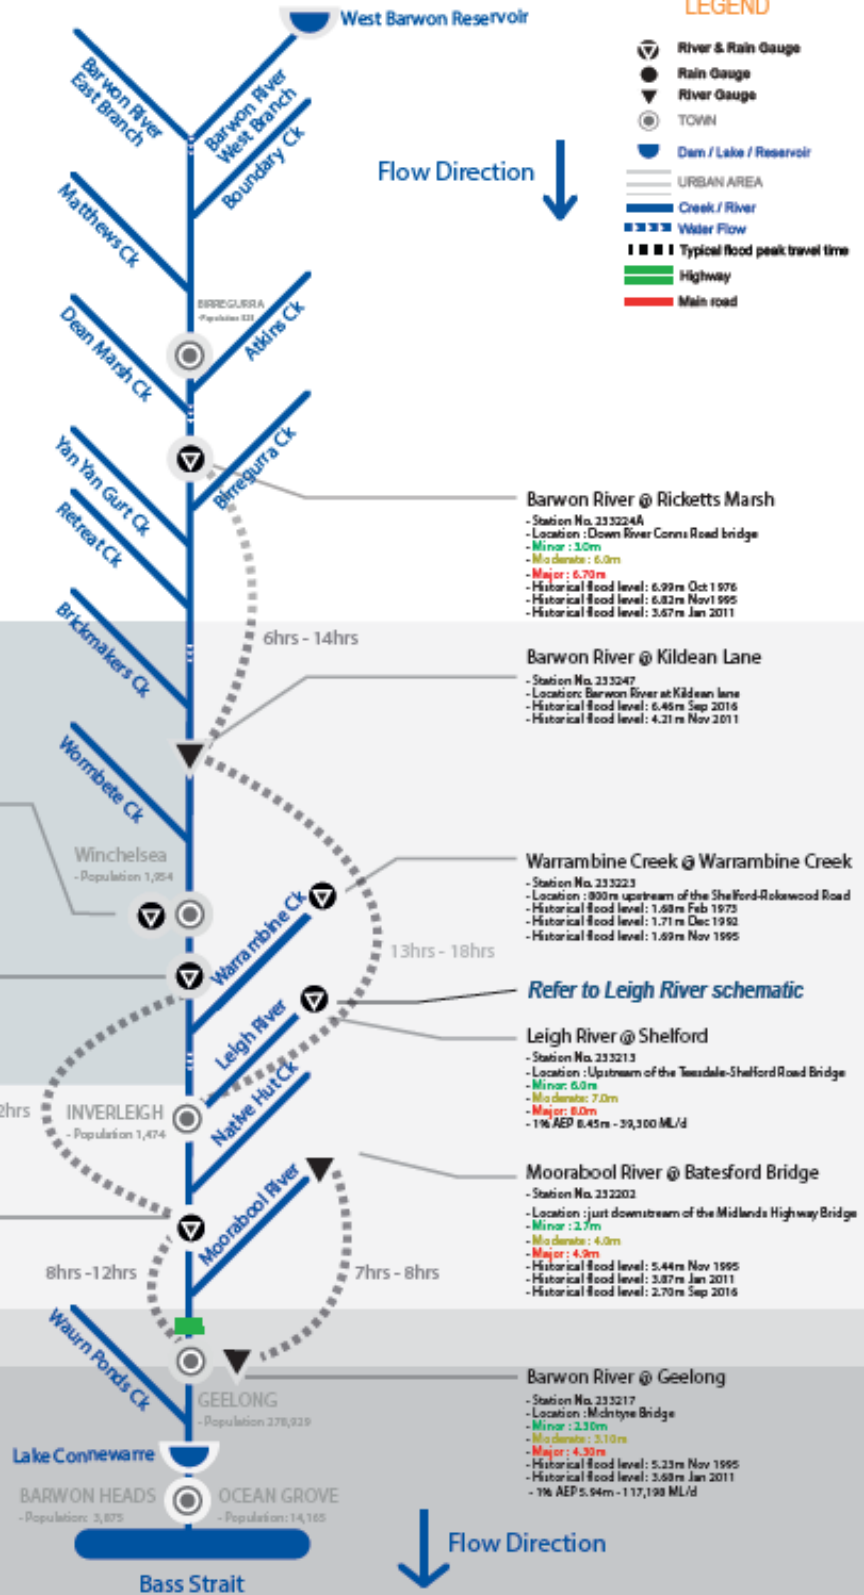 West Barwon Reservoir
LEGEND
River & Rain Gauge
Rain Gauge
River Gauge
TOWN
Dam / Lake / Reservoir
URBAN AREA
Creek / River
Water Flow
Typical flood peak travel time
Highway
Main road
Flow Direction
Barwon River
East Branch
Barwon River
West Branch
Boundary Ck
Matthews Ck
BIRREGURRA
Atkins Ck
Dean Marsh Ck
Birregurra Ck
Yan Yan Gurt Ck
Retreat Ck
Brickmakers Ck
6hrs - 14hrs
Barwon River @ Ricketts Marsh
- Station No. 233224A
- Location : Down River Conns Road bridge
- Minor : 3.0m
- Moderate : 6.0m
- Major : 6.70m
- Historical flood level : 6.99m Oct 1976
- Historical flood level : 6.82m Nov 1995
- Historical flood level : 3.67m Jan 2011
Barwon River @ Kildean Lane
- Station No. 233247
- Location: Barwon River at Kildean lane
- Historical flood level : 6.46m Sep 2016
- Historical flood level : 4.21m Nov 2011
Wormbete Ck
Winchelsea
- Population 1,954
Warrambine Ck
13hrs - 18hrs
Warrambine Creek @ Warrambine Creek
- Station No. 233223
- Location : 800m upstream of the Shelford-Rokewood Road
- Historical flood level : 1.68m Feb 1973
- Historical flood level : 1.71m Dec 1992
- Historical flood level : 1.69m Nov 1995
Refer to Leigh River schematic
Leigh River
Leigh River @ Shelford
- Station No. 233213
- Location : Upstream of the Teesdale-Shelford Road Bridge
- Minor: 6.0m
- Moderate: 7.0m
- Major: 8.0m
- 1% AEP 8.45m - 39,300 ML/d
2hrs
INVERLEIGH
- Population 1,474
Native Hut Ck
Moorabool River
Moorabool River @ Batesford Bridge
- Station No. 232202
- Location : just downstream of the Midlands Highway Bridge
- Minor : 2.7m
- Moderate : 4.0m
- Major : 4.9m
- Historical flood level : 5.44m Nov 1995
- Historical flood level : 3.87m Jan 2011
- Historical flood level : 2.70m Sep 2016
8hrs -12hrs
7hrs - 8hrs
Waurn Ponds Ck
GEELONG
- Population 278,929
Barwon River @ Geelong
- Station No. 233217
- Location : McIntyre Bridge
- Minor : 2.30m
- Moderate : 3.10m
- Major : 4.30m
- Historical flood level : 5.23m Nov 1995
- Historical flood level : 3.68m Jan 2011
- 1% AEP 5.94m - 117,198 ML/d
Lake Connewarre
BARWON HEADS
- Population: 3,875
OCEAN GROVE
- Population: 14,165
Flow Direction
Bass Strait